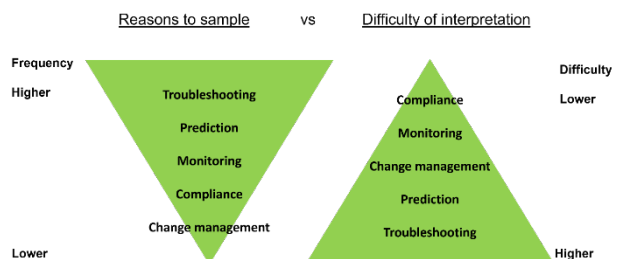 Reasons to sample vs Difficulty of interpretation
Frequency
Higher
Troubleshooting
Prediction
Monitoring
Compliance
Change management
Lower
Difficulty
Lower
Compliance
Monitoring
Change management
Prediction
Troubleshooting
Higher